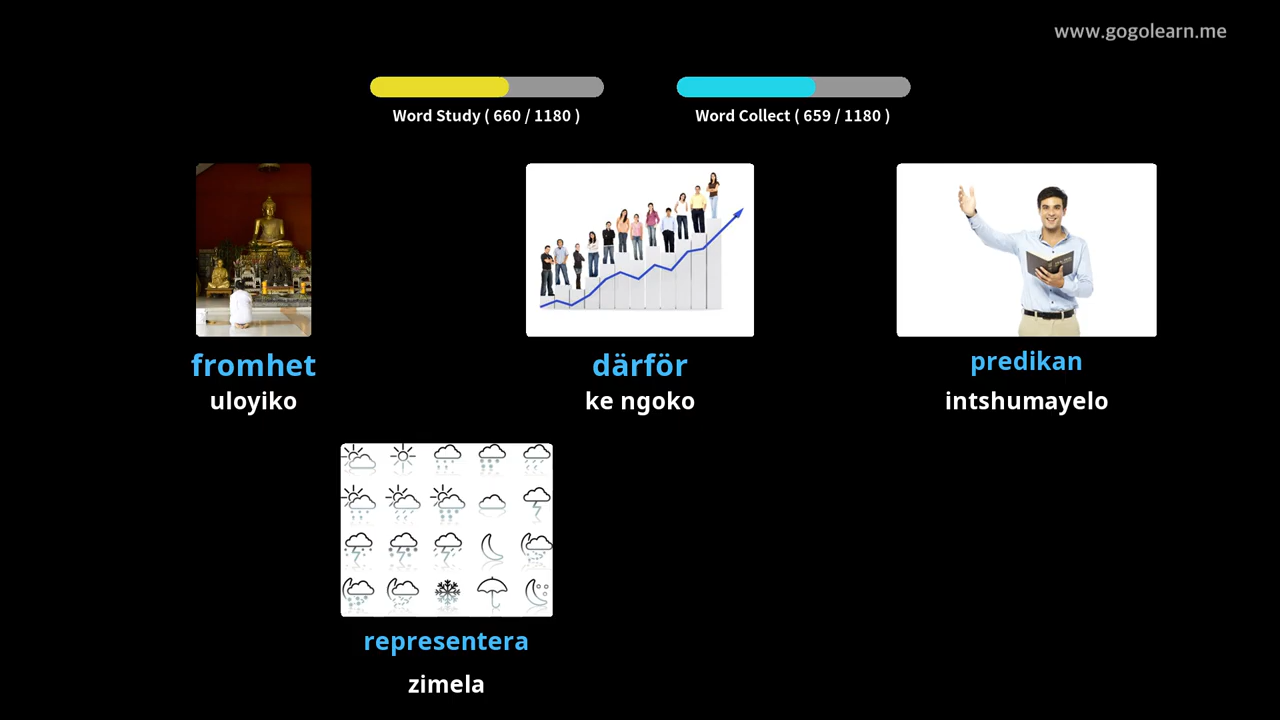 www.gogolearn.me
Word Study ( 660 / 1180 )
Word Collect ( 659 / 1180 )
fromhet
uloyiko
därför
ke ngoko
predikan
intshumayelo
representera
zimela